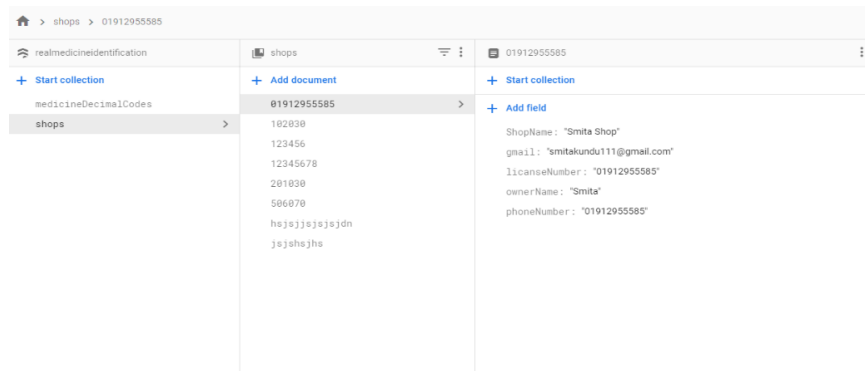 shops > 01912955585
realmedicineidentification
+ Start collection
medicineDecimalCodes
shops
shops
+ Add document
01912955585
102030
123456
12345678
201030
506070
hsjsjjsjsjsjdn
jsjshsjhs
01912955585
+ Start collection
+ Add field
ShopName: "Smita Shop"
gmail: "smitakundu111@gmail.com"
licanseNumber: "01912955585"
ownerName: "Smita"
phoneNumber: "01912955585"